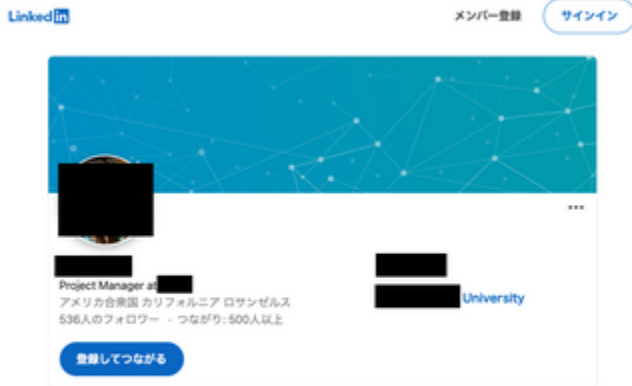 LinkedIn
メンバー登録
サインイン
Project Manager at
アメリカ合衆国 カリフォルニア ロサンゼルス
536人のフォロワー · つながり: 500人以上
University
登録してつながる